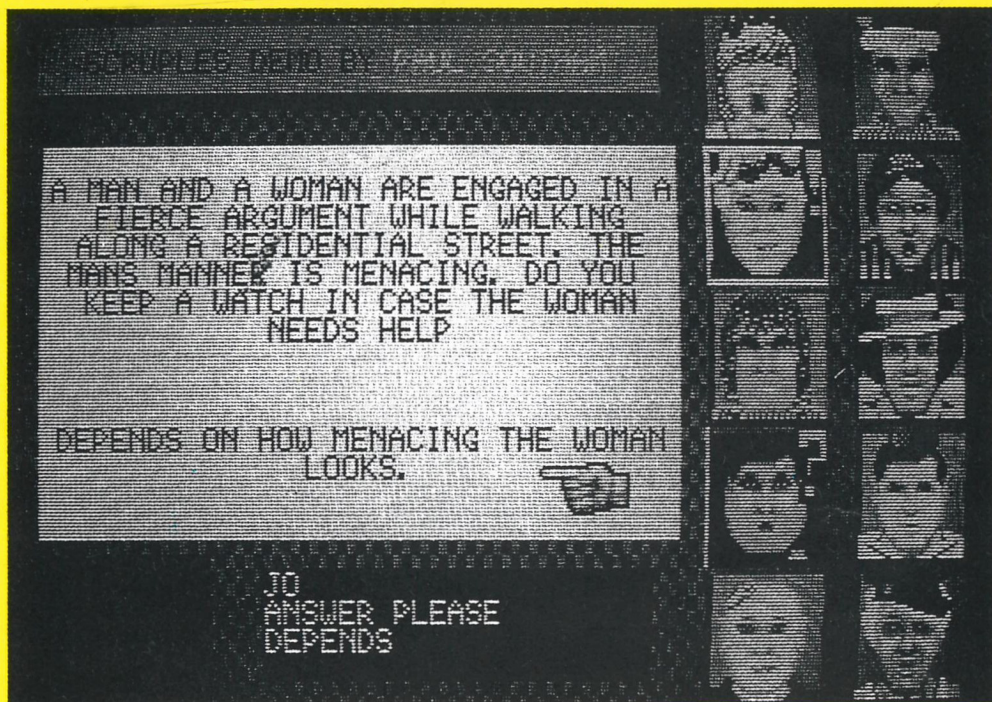 SCRUPLES DEMO BY
A MAN AND A WOMAN ARE ENGAGED IN A
FIERCE ARGUMENT WHILE WALKING
ALONG A RESIDENTIAL STREET. THE
MANS MANNER IS MENACING. DO YOU
KEEP A WATCH IN CASE THE WOMAN
NEEDS HELP
DEPENDS ON HOW MENACING THE WOMAN
LOOKS.
JO
ANSWER PLEASE
DEPENDS